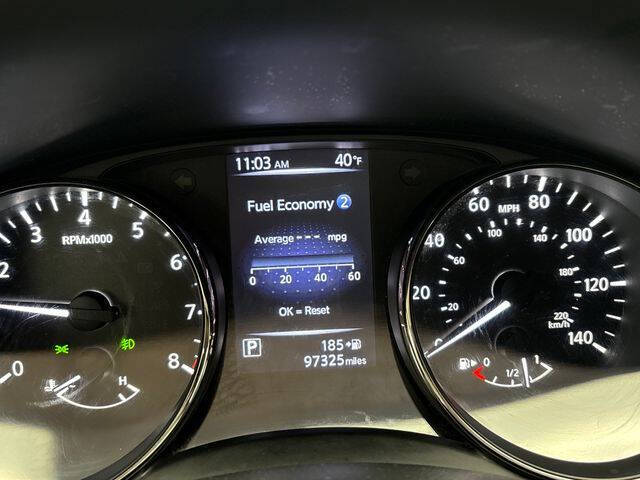 11:03 AM 40°F
Fuel Economy 2
Average --- mpg
0 20 40 60
OK = Reset
P 185
97325 miles
0 2 3 4 5 6 7 8
RPMx1000
H
20 40 60 80 100 120 140
MPH
20 60 100 140 180 220
km/h
0 1/2 1